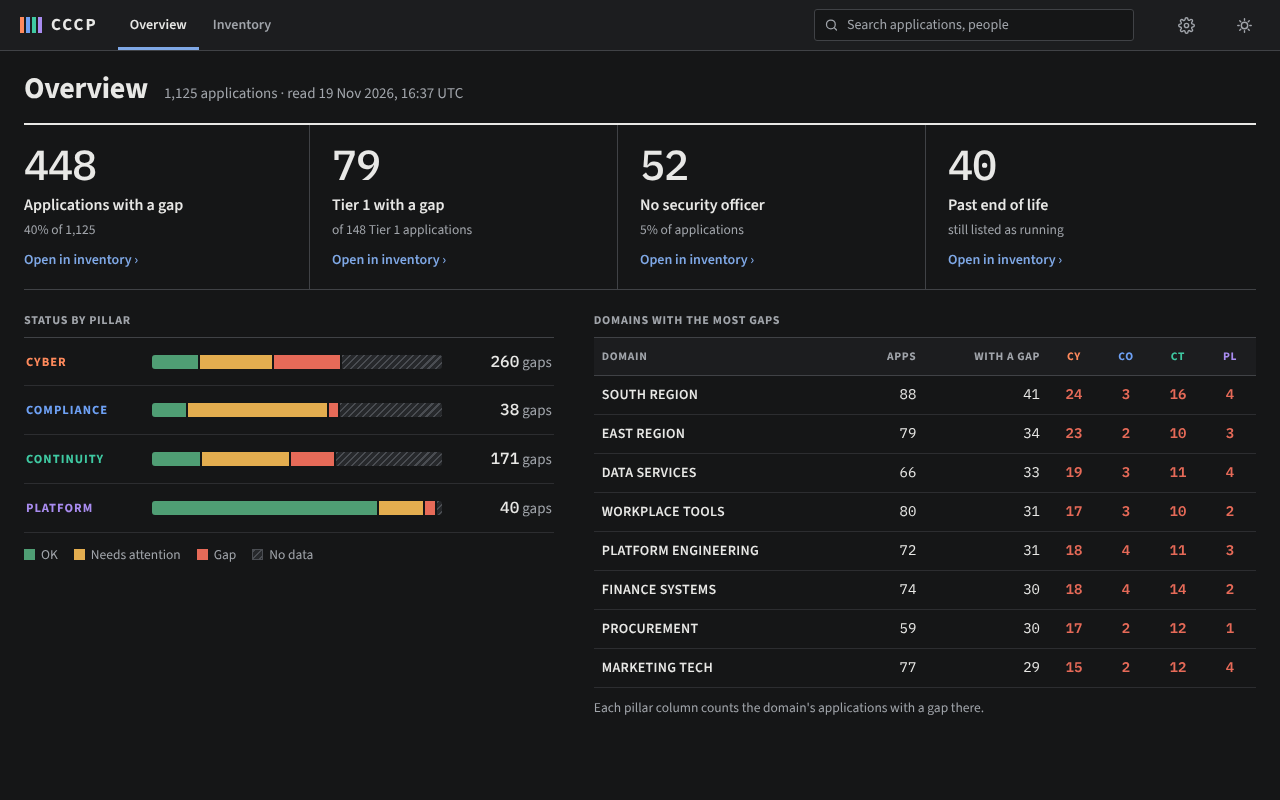 CCCP Overview Inventory Search applications, people
Overview 1,125 applications · read 19 Nov 2026, 16:37 UTC
448
Applications with a gap
40% of 1,125
Open in inventory ›
79
Tier 1 with a gap
of 148 Tier 1 applications
Open in inventory ›
52
No security officer
5% of applications
Open in inventory ›
40
Past end of life
still listed as running
Open in inventory ›
STATUS BY PILLAR
CYBER 260 gaps
COMPLIANCE 38 gaps
CONTINUITY 171 gaps
PLATFORM 40 gaps
OK Needs attention Gap No data
DOMAINS WITH THE MOST GAPS
DOMAIN APPS WITH A GAP CY CO CT PL
SOUTH REGION 88 41 24 3 16 4
EAST REGION 79 34 23 2 10 3
DATA SERVICES 66 33 19 3 11 4
WORKPLACE TOOLS 80 31 17 3 10 2
PLATFORM ENGINEERING 72 31 18 4 11 3
FINANCE SYSTEMS 74 30 18 4 14 2
PROCUREMENT 59 30 17 2 12 1
MARKETING TECH 77 29 15 2 12 4
Each pillar column counts the domain's applications with a gap there.